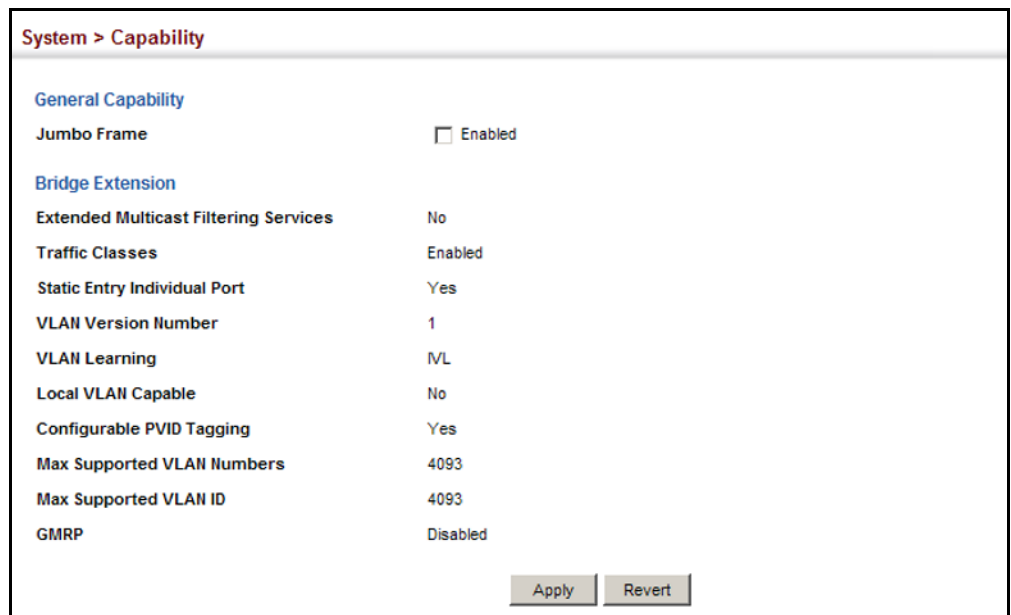 System > Capability
General Capability
Jumbo Frame Enabled
Bridge Extension
Extended Multicast Filtering Services No
Traffic Classes Enabled
Static Entry Individual Port Yes
VLAN Version Number 1
VLAN Learning IVL
Local VLAN Capable No
Configurable PVID Tagging Yes
Max Supported VLAN Numbers 4093
Max Supported VLAN ID 4093
GMRP Disabled
Apply Revert